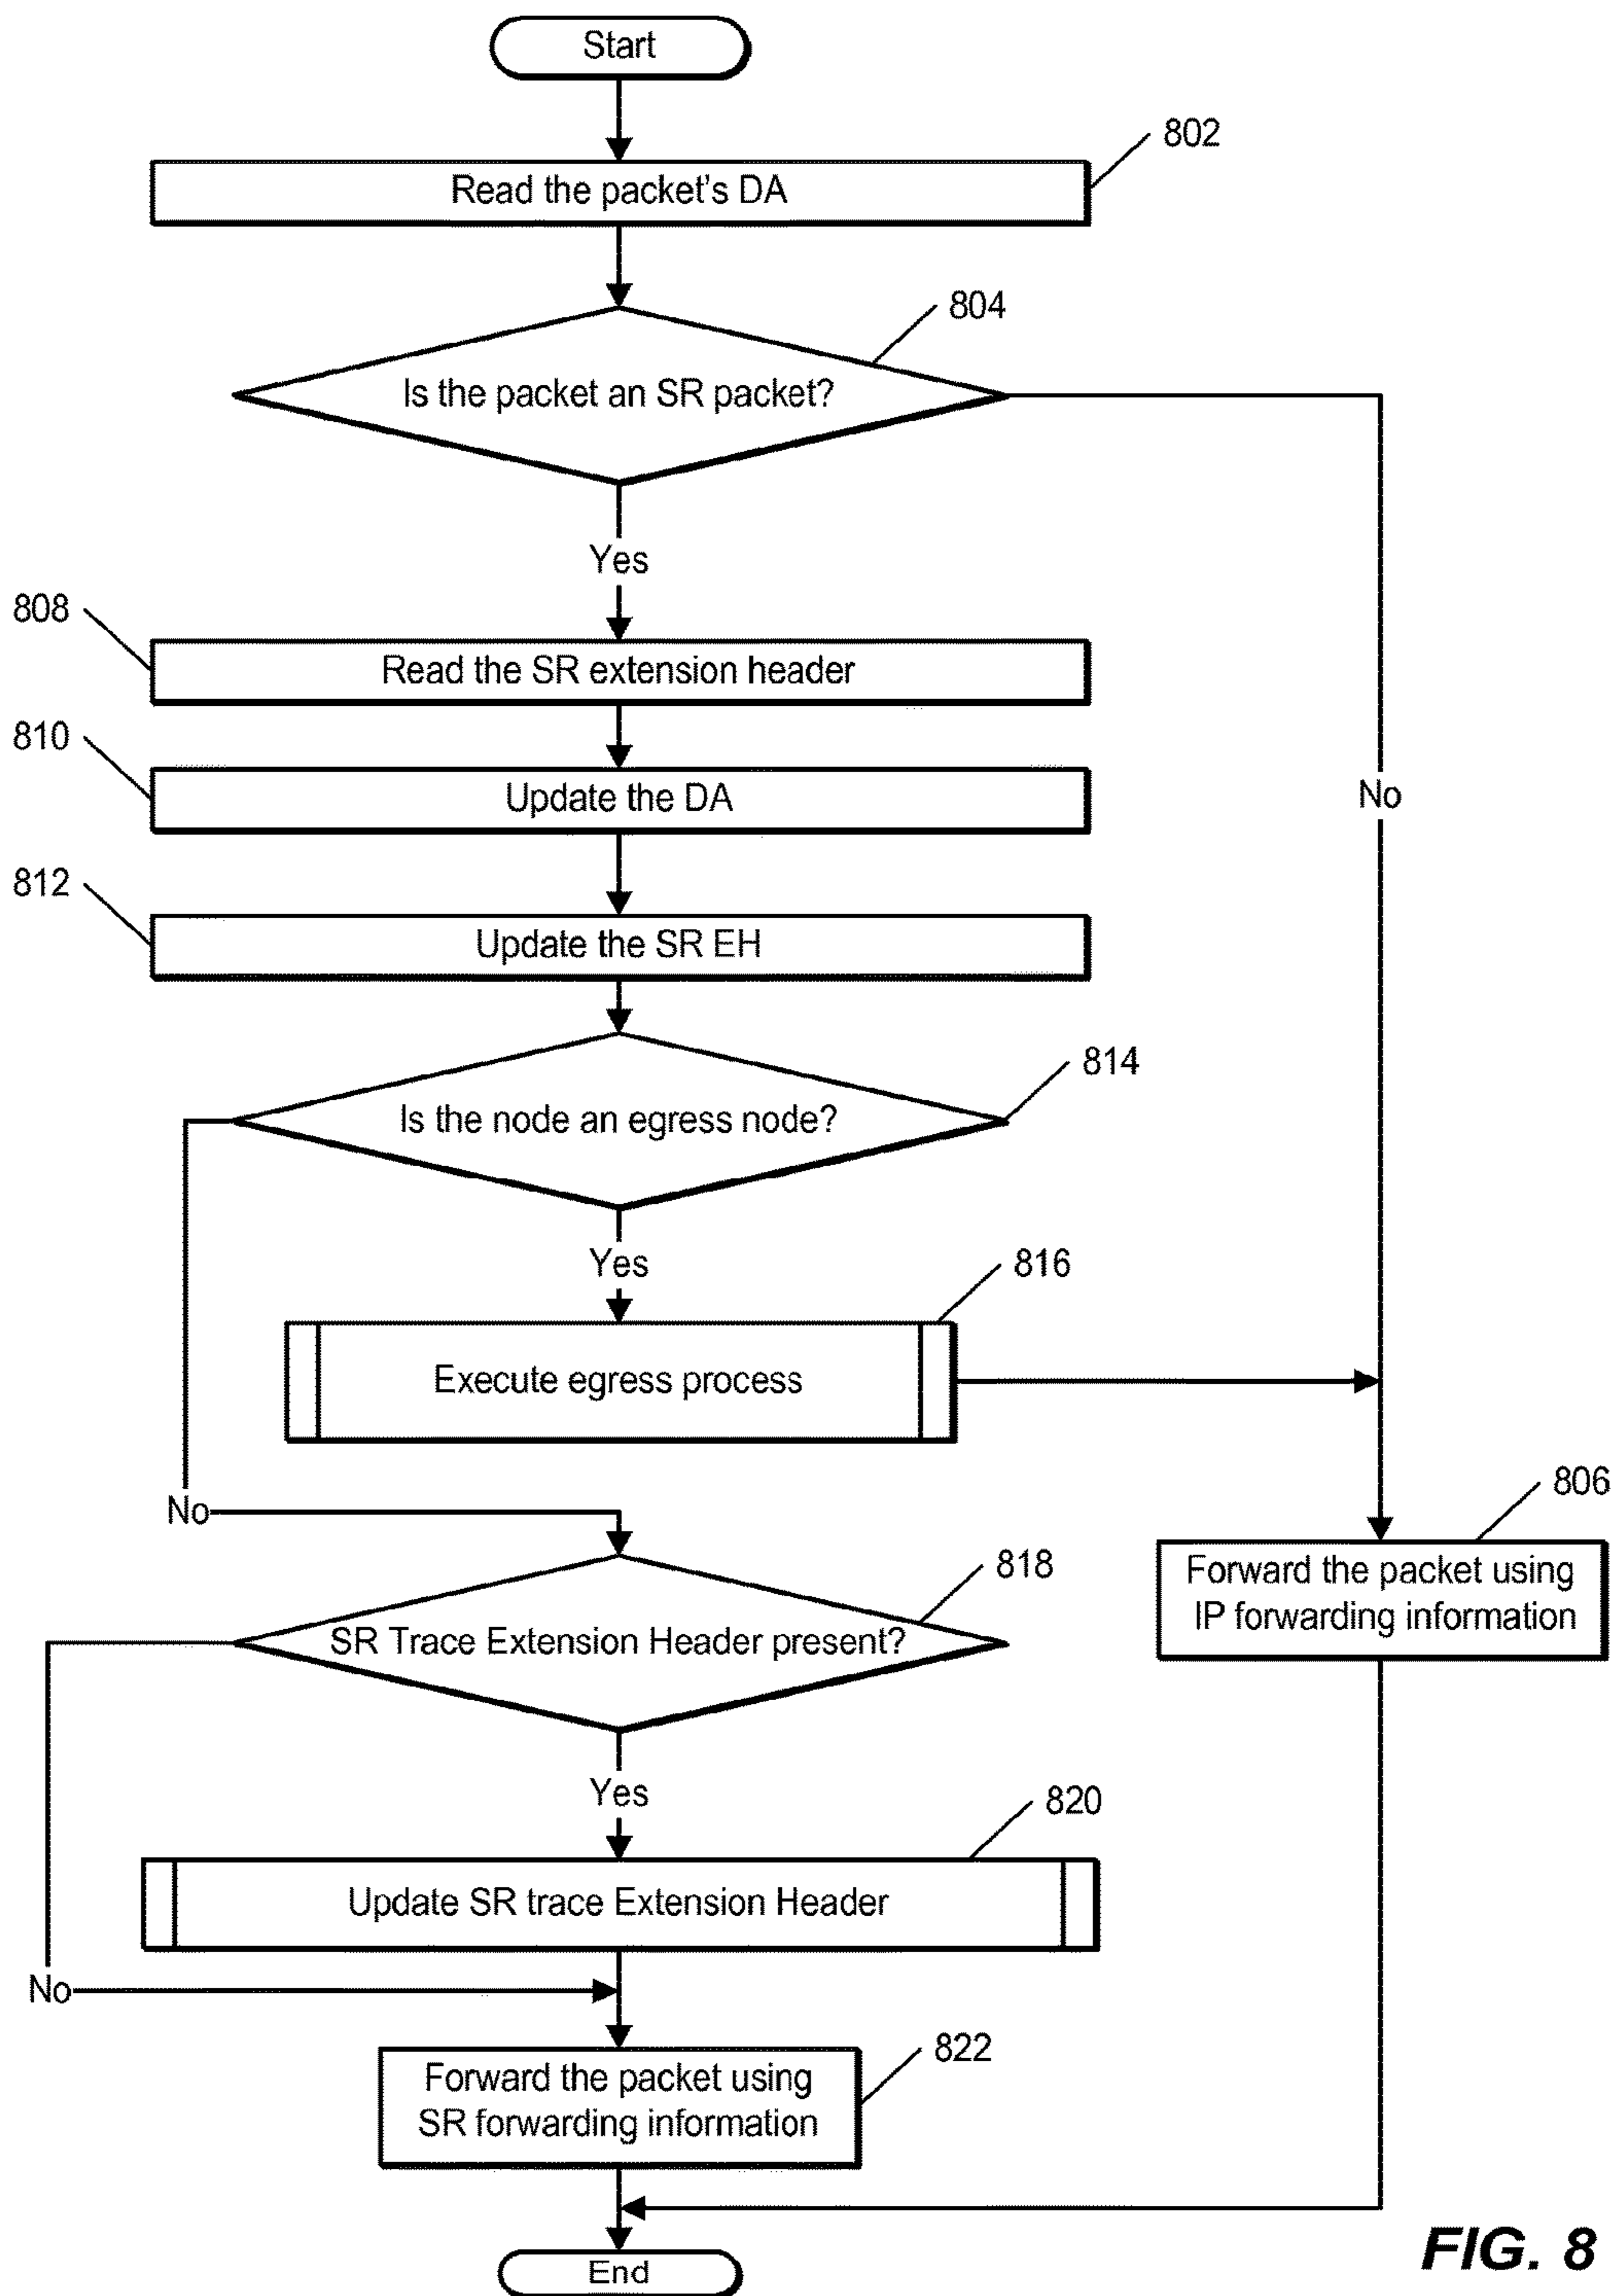 Start
802
Read the packet's DA
804
Is the packet an SR packet?
Yes
808
Read the SR extension header
810
Update the DA
No
812
Update the SR EH
814
Is the node an egress node?
Yes
816
Execute egress process
806
No
Forward the packet using
IP forwarding information
818
SR Trace Extension Header present?
Yes
820
Update SR trace Extension Header
No
822
Forward the packet using
SR forwarding information
End
FIG. 8